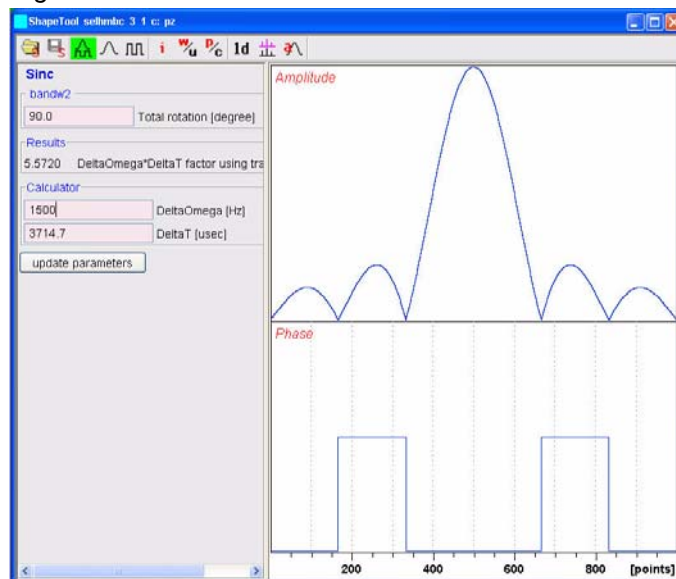 ShapeTool selhmbc 3 1 c: pz
w/u p/c 1d
Sinc
bandw2
90.0 Total rotation [degree]
Results
5.5720 DeltaOmega*DeltaT factor using tra
Calculator
1500 DeltaOmega [Hz]
3714.7 DeltaT [usec]
update parameters
Amplitude
Phase
200 400 600 800 [points]